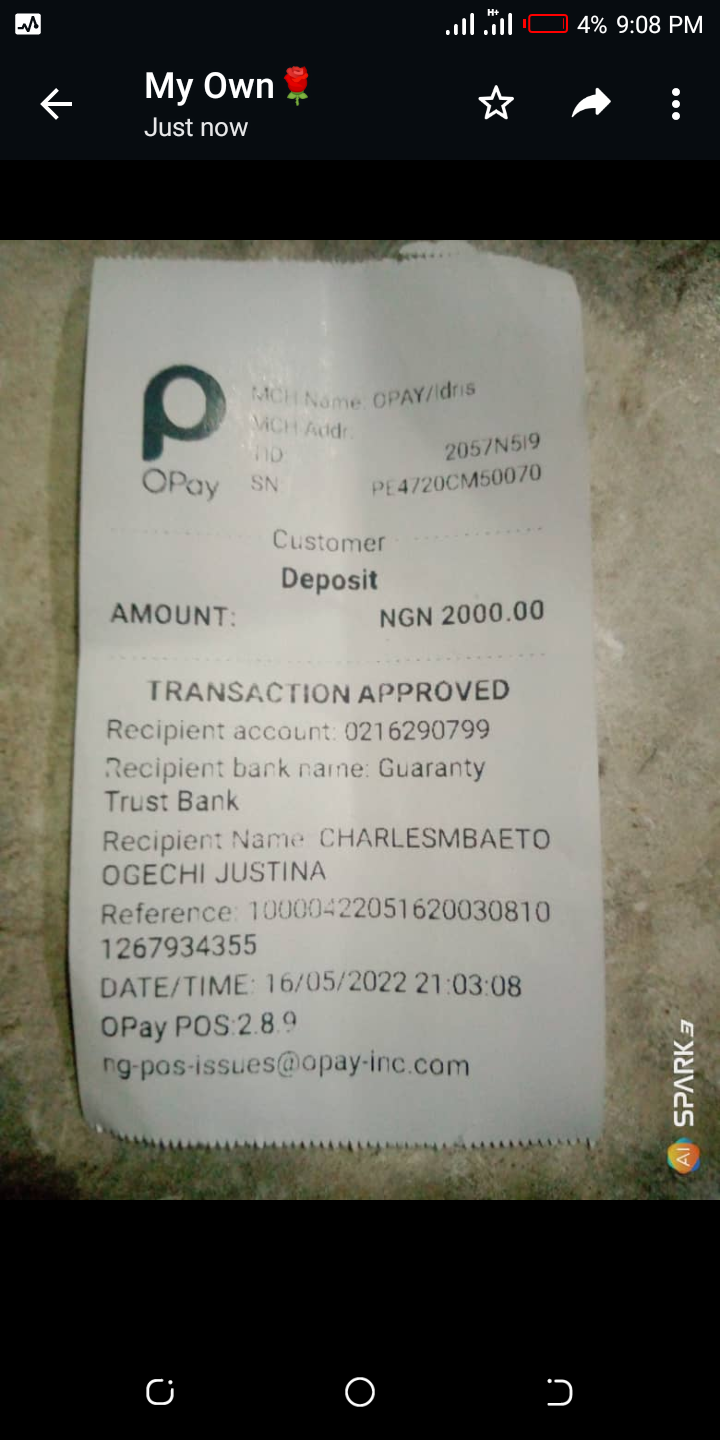 H+
4% 9:08 PM
My Own🌹
Just now
MCH Name: OPAY/Idris
MCH Addr:
TID 2057N5I9
SN PE4720CM50070
OPay
Customer
Deposit
AMOUNT: NGN 2000.00
TRANSACTION APPROVED
Recipient account: 0216290799
Recipient bank name: Guaranty
Trust Bank
Recipient Name: CHARLESMBAETO
OGECHI JUSTINA
Reference: 10000422051620030810
1267934355
DATE/TIME: 16/05/2022 21:03:08
OPay POS:2.8.9
ng-pos-issues@opay-inc.com
AI SPARK 3